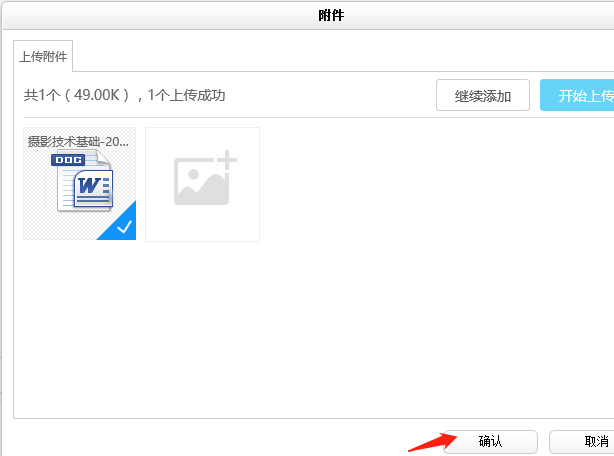 附件
上传附件
共1个（49.00K），1个上传成功
继续添加
开始上传
摄影技术基础-20...
DOC
W
确认
取消